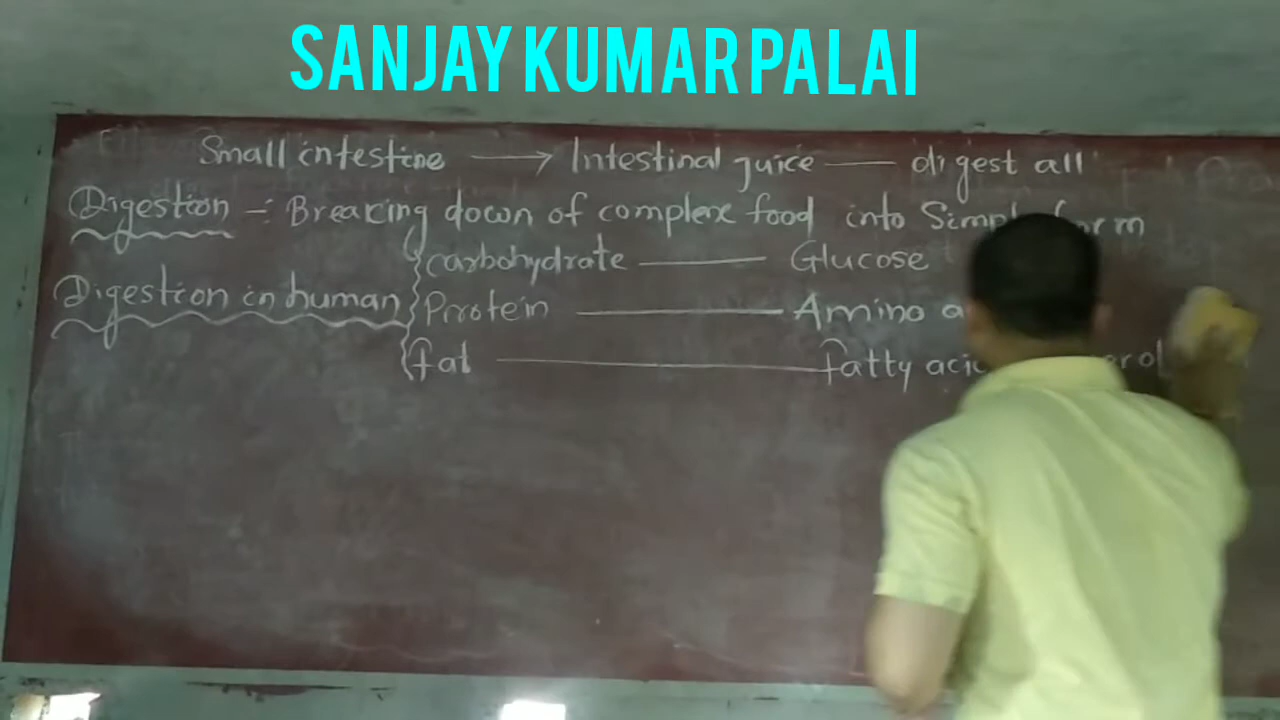 SANJAY KUMAR PALAI
Small intestine → Intestinal juice — digest all
Digestion -: Breaking down of complex food into
carbohydrate — Glucose
Digestion in human
Protein — Amino
fat — fatty